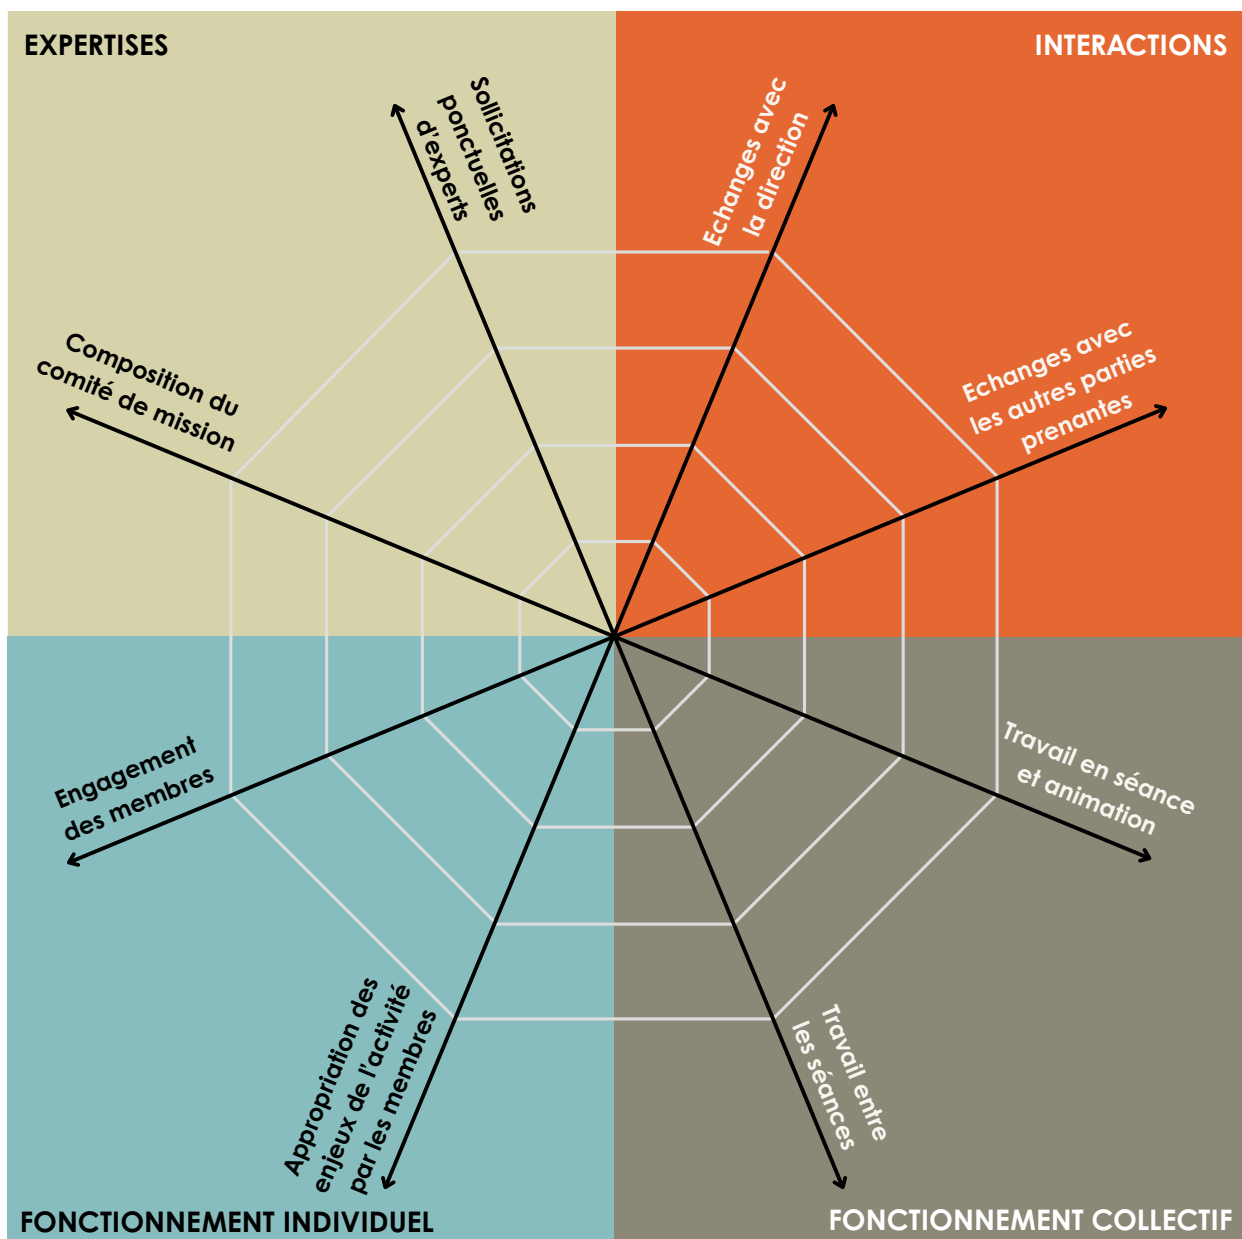 EXPERTISES
INTERACTIONS
Sollicitations
ponctuelles
d'experts
Echanges avec
la direction
Composition du
comité de mission
Echanges avec
les autres parties
prenantes
Engagement
des membres
Travail en séance
et animation
Appropriation des
enjeux de l'activité
par les membres
Travail entre
les séances
FONCTIONNEMENT INDIVIDUEL
FONCTIONNEMENT COLLECTIF